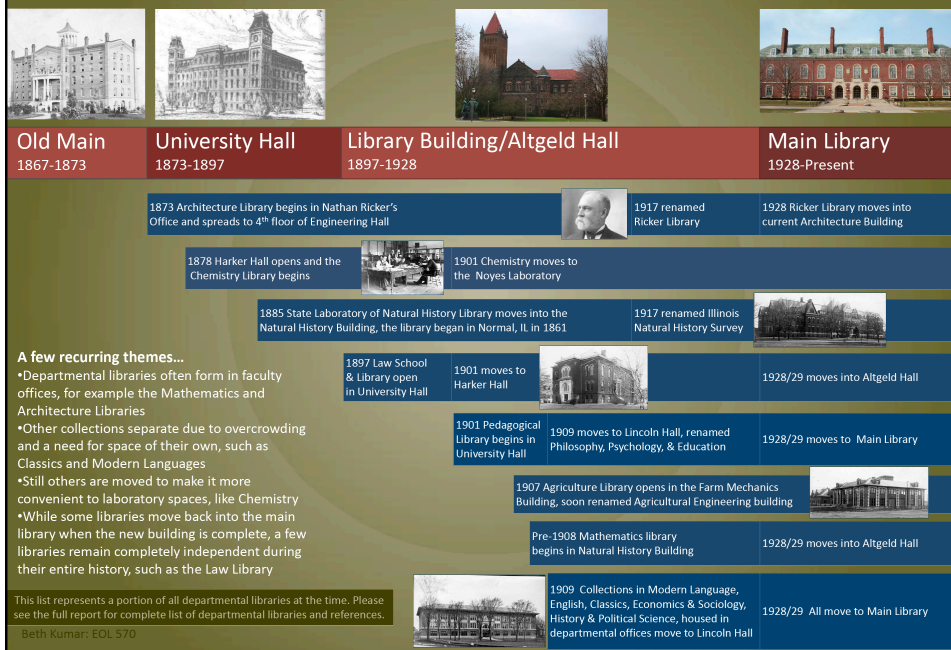 Old Main
1867-1873
University Hall
1873-1897
Library Building/Altgeld Hall
1897-1928
Main Library
1928-Present
1873 Architecture Library begins in Nathan Ricker's
Office and spreads to 4th floor of Engineering Hall
1917 renamed
Ricker Library
1928 Ricker Library moves into
current Architecture Building
1878 Harker Hall opens and the
Chemistry Library begins
1901 Chemistry moves to
the Noyes Laboratory
1885 State Laboratory of Natural History Library moves into the
Natural History Building, the library began in Normal, IL in 1861
1917 renamed Illinois
Natural History Survey
1897 Law School
& Library open
in University Hall
1901 moves to
Harker Hall
1928/29 moves into Altgeld Hall
1901 Pedagogical
Library begins in
University Hall
1909 moves to Lincoln Hall, renamed
Philosophy, Psychology, & Education
1928/29 moves to Main Library
1907 Agriculture Library opens in the Farm Mechanics
Building, soon renamed Agricultural Engineering building
Pre-1908 Mathematics library
begins in Natural History Building
1928/29 moves into Altgeld Hall
1909 Collections in Modern Language,
English, Classics, Economics & Sociology,
History & Political Science, housed in
departmental offices move to Lincoln Hall
1928/29 All move to Main Library
A few recurring themes…
•Departmental libraries often form in faculty
offices, for example the Mathematics and
Architecture Libraries
•Other collections separate due to overcrowding
and a need for space of their own, such as
Classics and Modern Languages
•Still others are moved to make it more
convenient to laboratory spaces, like Chemistry
•While some libraries move back into the main
library when the new building is complete, a few
libraries remain completely independent during
their entire history, such as the Law Library
This list represents a portion of all departmental libraries at the time. Please
see the full report for complete list of departmental libraries and references.
Beth Kumar: EOL 570